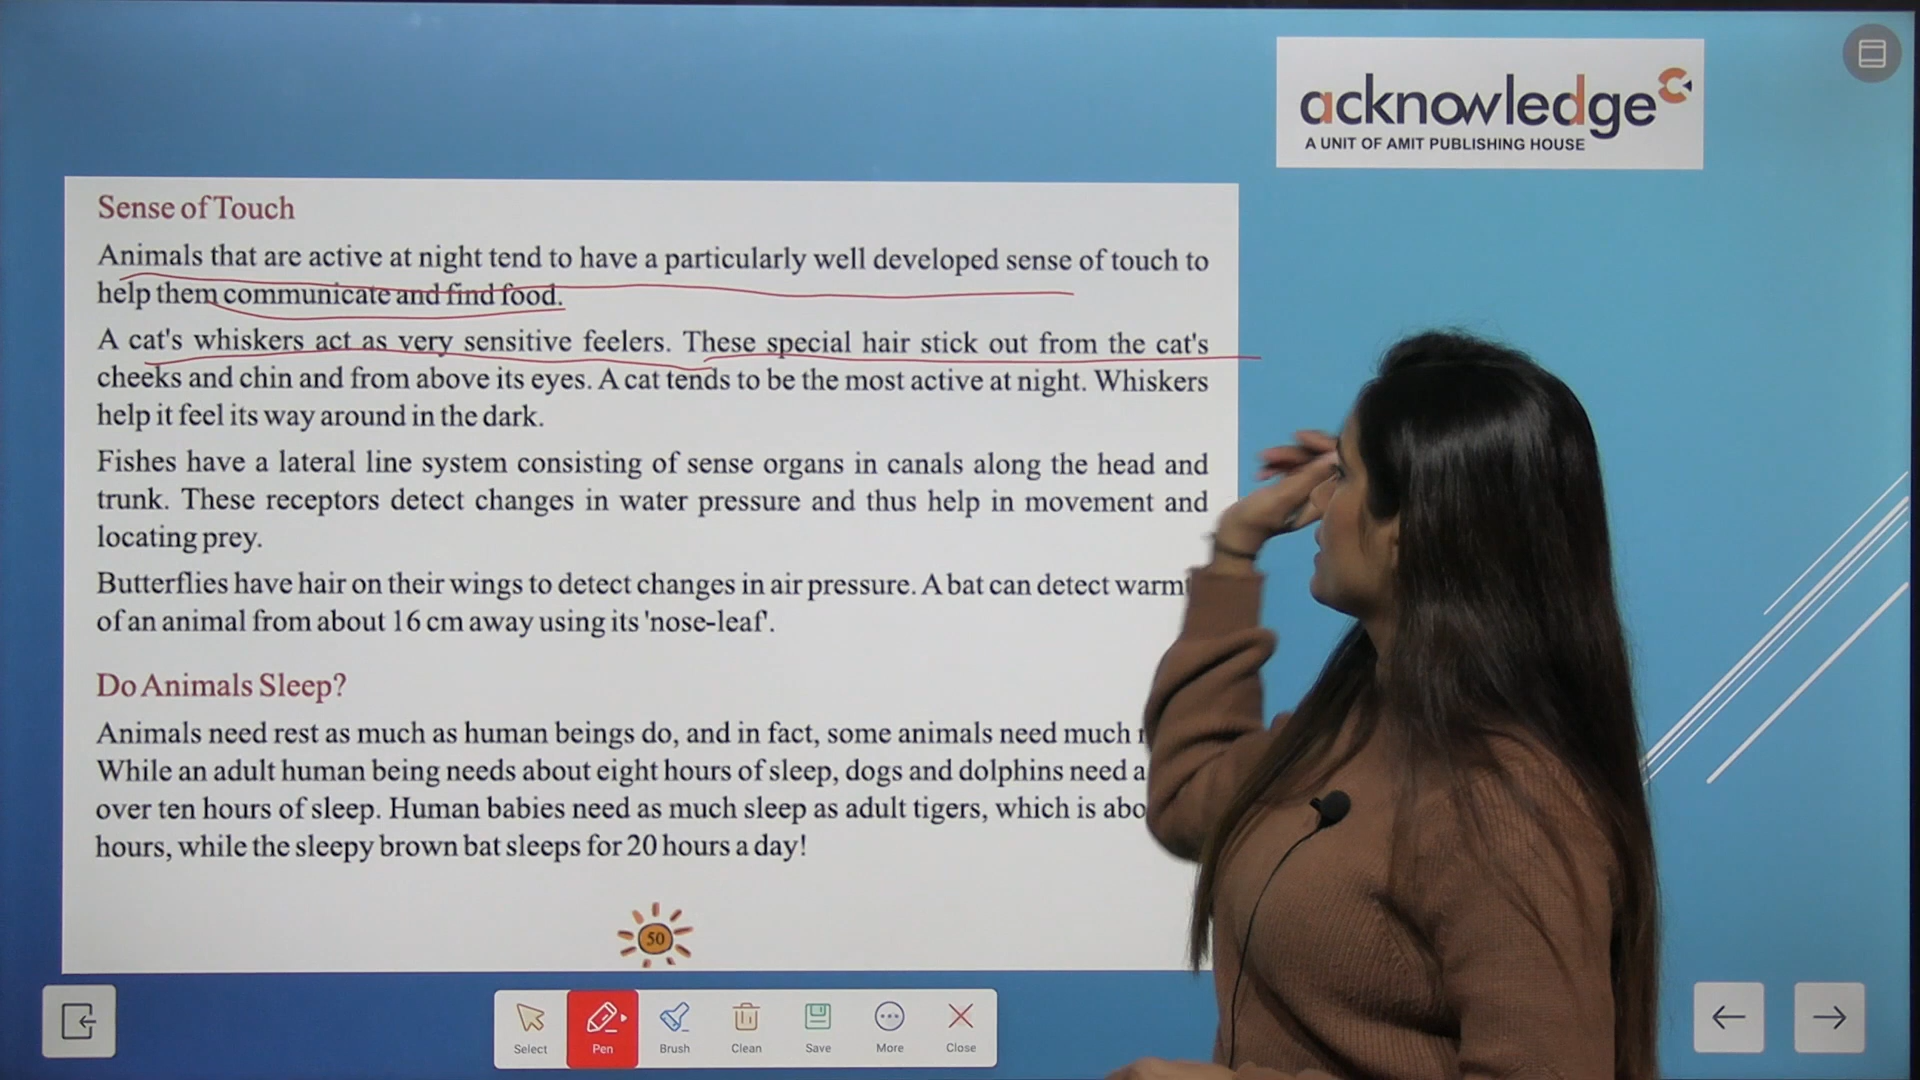 acknowledge
A UNIT OF AMIT PUBLISHING HOUSE
Sense of Touch
Animals that are active at night tend to have a particularly well developed sense of touch to
help them communicate and find food.
A cat's whiskers act as very sensitive feelers. These special hair stick out from the cat's
cheeks and chin and from above its eyes. A cat tends to be the most active at night. Whiskers
help it feel its way around in the dark.
Fishes have a lateral line system consisting of sense organs in canals along the head and
trunk. These receptors detect changes in water pressure and thus help in movement and
locating prey.
Butterflies have hair on their wings to detect changes in air pressure. A bat can detect
of an animal from about 16 cm away using its 'nose-leaf'.
Do Animals Sleep?
Animals need rest as much as human beings do, and in fact, some animals need much
While an adult human being needs about eight hours of sleep, dogs and dolphins need
over ten hours of sleep. Human babies need as much sleep as adult tigers, which is
hours, while the sleepy brown bat sleeps for 20 hours a day!
50
Select Pen Brush Clean Save More Close